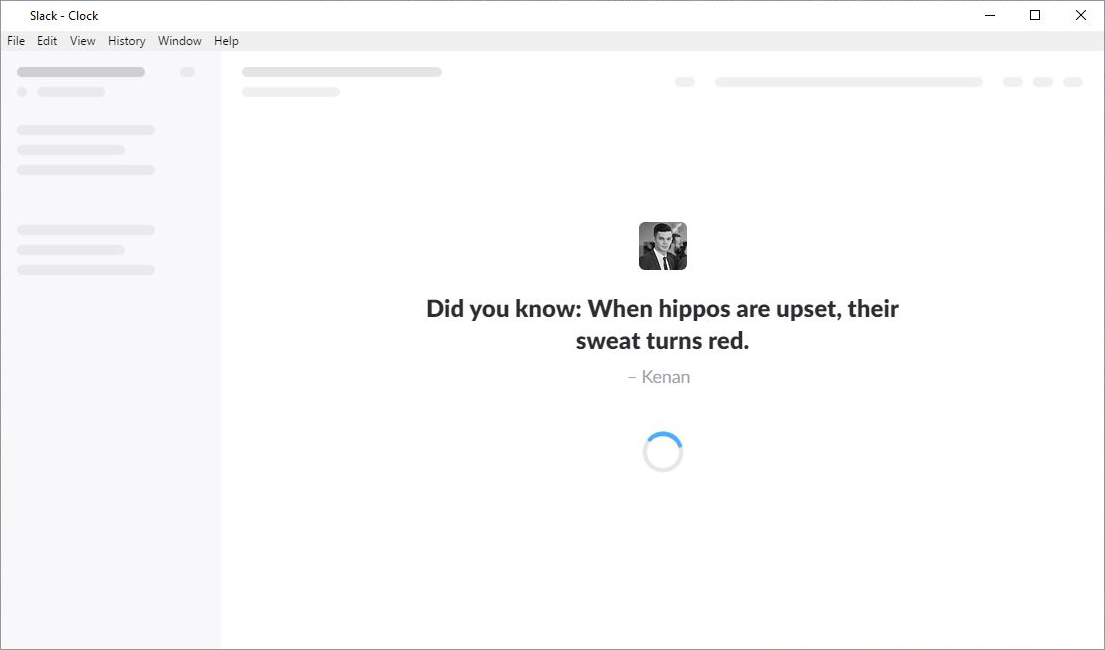 Slack - Clock
File Edit View History Window Help
Did you know: When hippos are upset, their
sweat turns red.
– Kenan